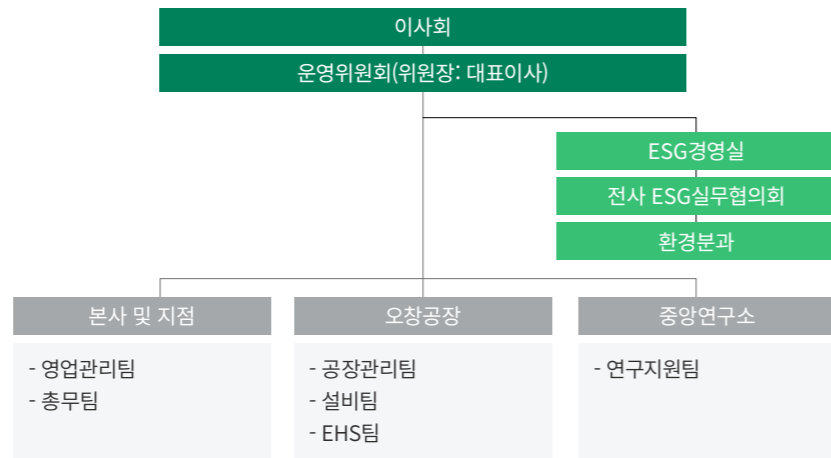 이사회
운영위원회(위원장: 대표이사)
ESG경영실
전사 ESG실무협의회
환경분과
본사 및 지점
- 영업관리팀
- 총무팀
오창공장
- 공장관리팀
- 설비팀
- EHS팀
중앙연구소
- 연구지원팀